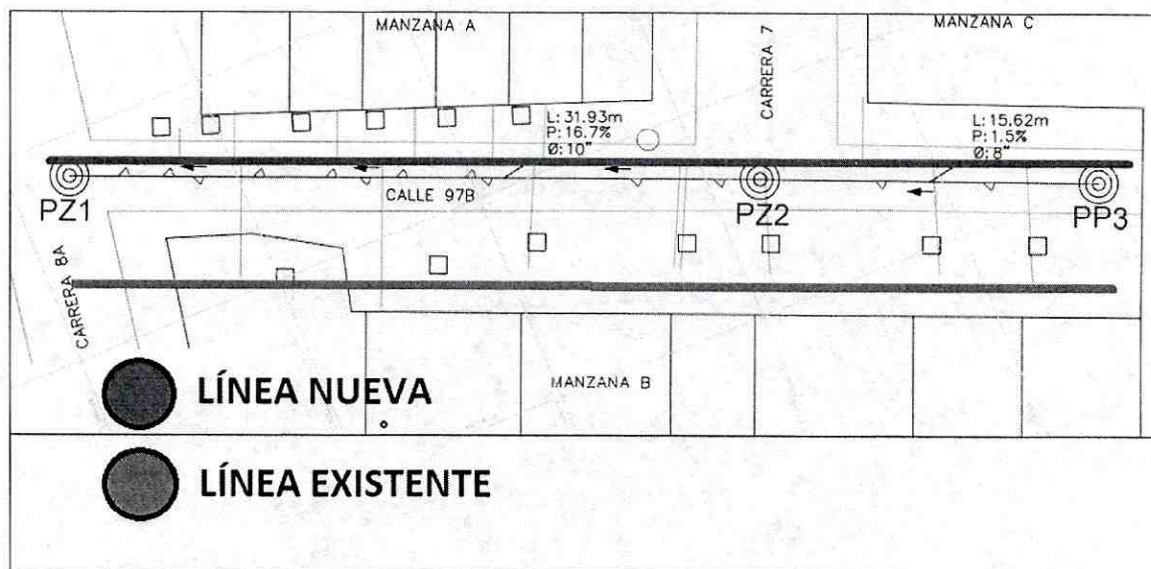 MANZANA A
MANZANA C
CARRERA 7
L: 31.93m
P: 16.7%
Ø: 10"
L: 15.62m
P: 1.5%
Ø: 8"
CALLE 97B
PZ1
PZ2
PP3
CARRERA 8A
MANZANA B
LÍNEA NUEVA
LÍNEA EXISTENTE